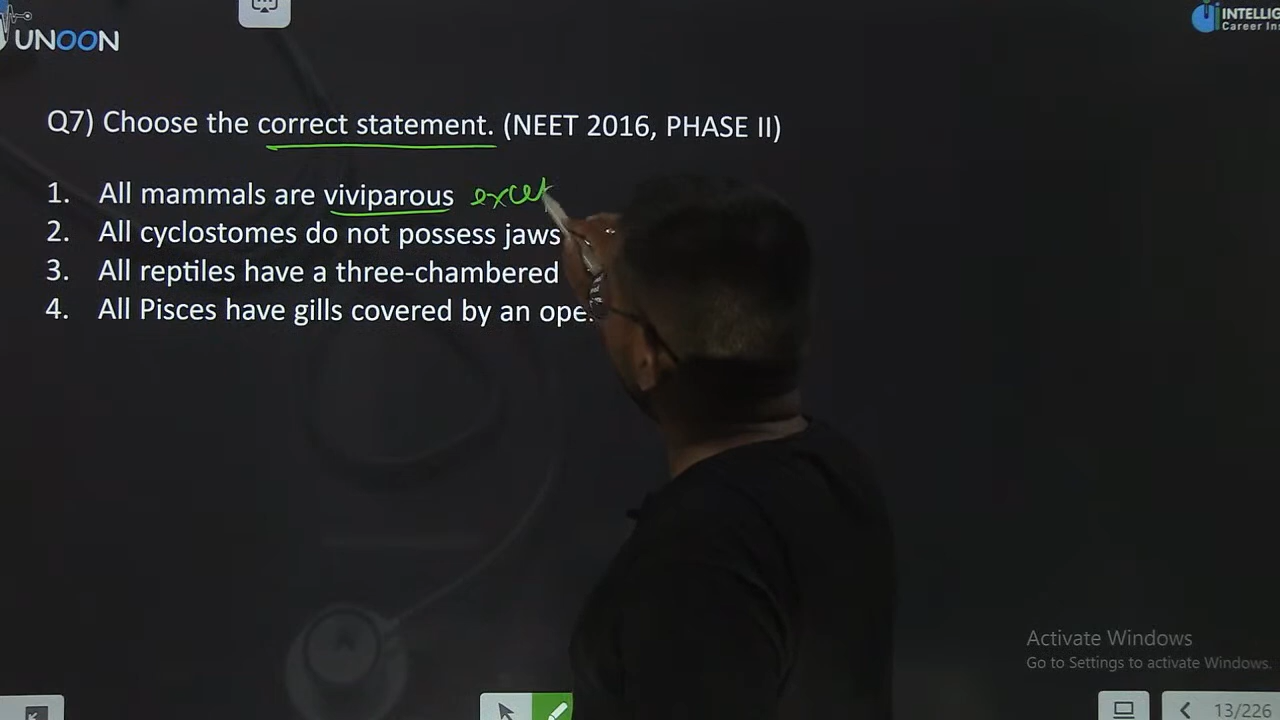 UNOON
INTELLIG
Career Ins
Q7) Choose the correct statement. (NEET 2016, PHASE II)
1. All mammals are viviparous excet
2. All cyclostomes do not possess jaws
3. All reptiles have a three-chambered
4. All Pisces have gills covered by an ope
Activate Windows
Go to Settings to activate Windows.
13/226